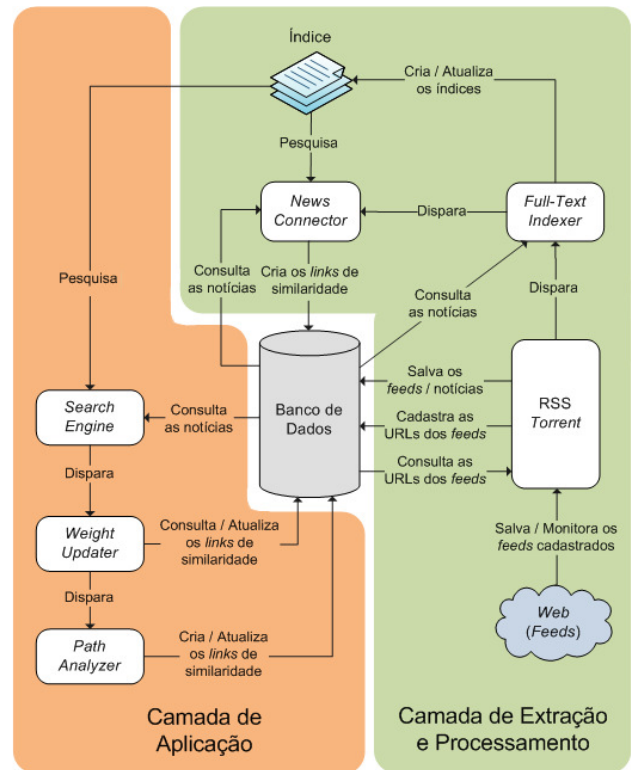 Índice
Cria / Atualiza
os índices
Pesquisa
News
Connector
Dispara
Full-Text
Indexer
Consulta
as notícias
Cria os links de
similaridade
Pesquisa
Consulta
as notícias
Dispara
Banco de
Dados
Salva os
feeds / notícias
RSS
Torrent
Search
Engine
Consulta
as notícias
Cadastra as
URLs dos feeds
Consulta as
URLs dos feeds
Dispara
Weight
Updater
Consulta / Atualiza
os links de
similaridade
Salva / Monitora os
feeds cadastrados
Dispara
Web
(Feeds)
Path
Analyzer
Cria / Atualiza
os links de
similaridade
Camada de
Aplicação
Camada de Extração
e Processamento